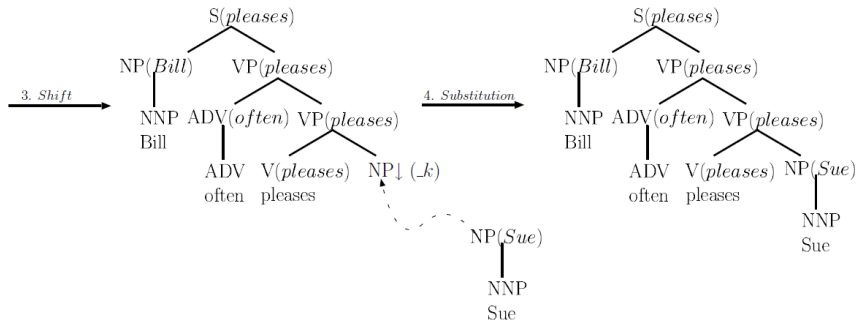 S(pleases)
NP(Bill) VP(pleases)
3. Shift
NNP ADV(often) VP(pleases)
Bill
ADV V(pleases) NP↓ (_k)
often pleases
NP(Sue)
NNP
Sue
4. Substitution
S(pleases)
NP(Bill) VP(pleases)
NNP ADV(often) VP(pleases)
Bill
ADV V(pleases) NP(Sue)
often pleases
NNP
Sue